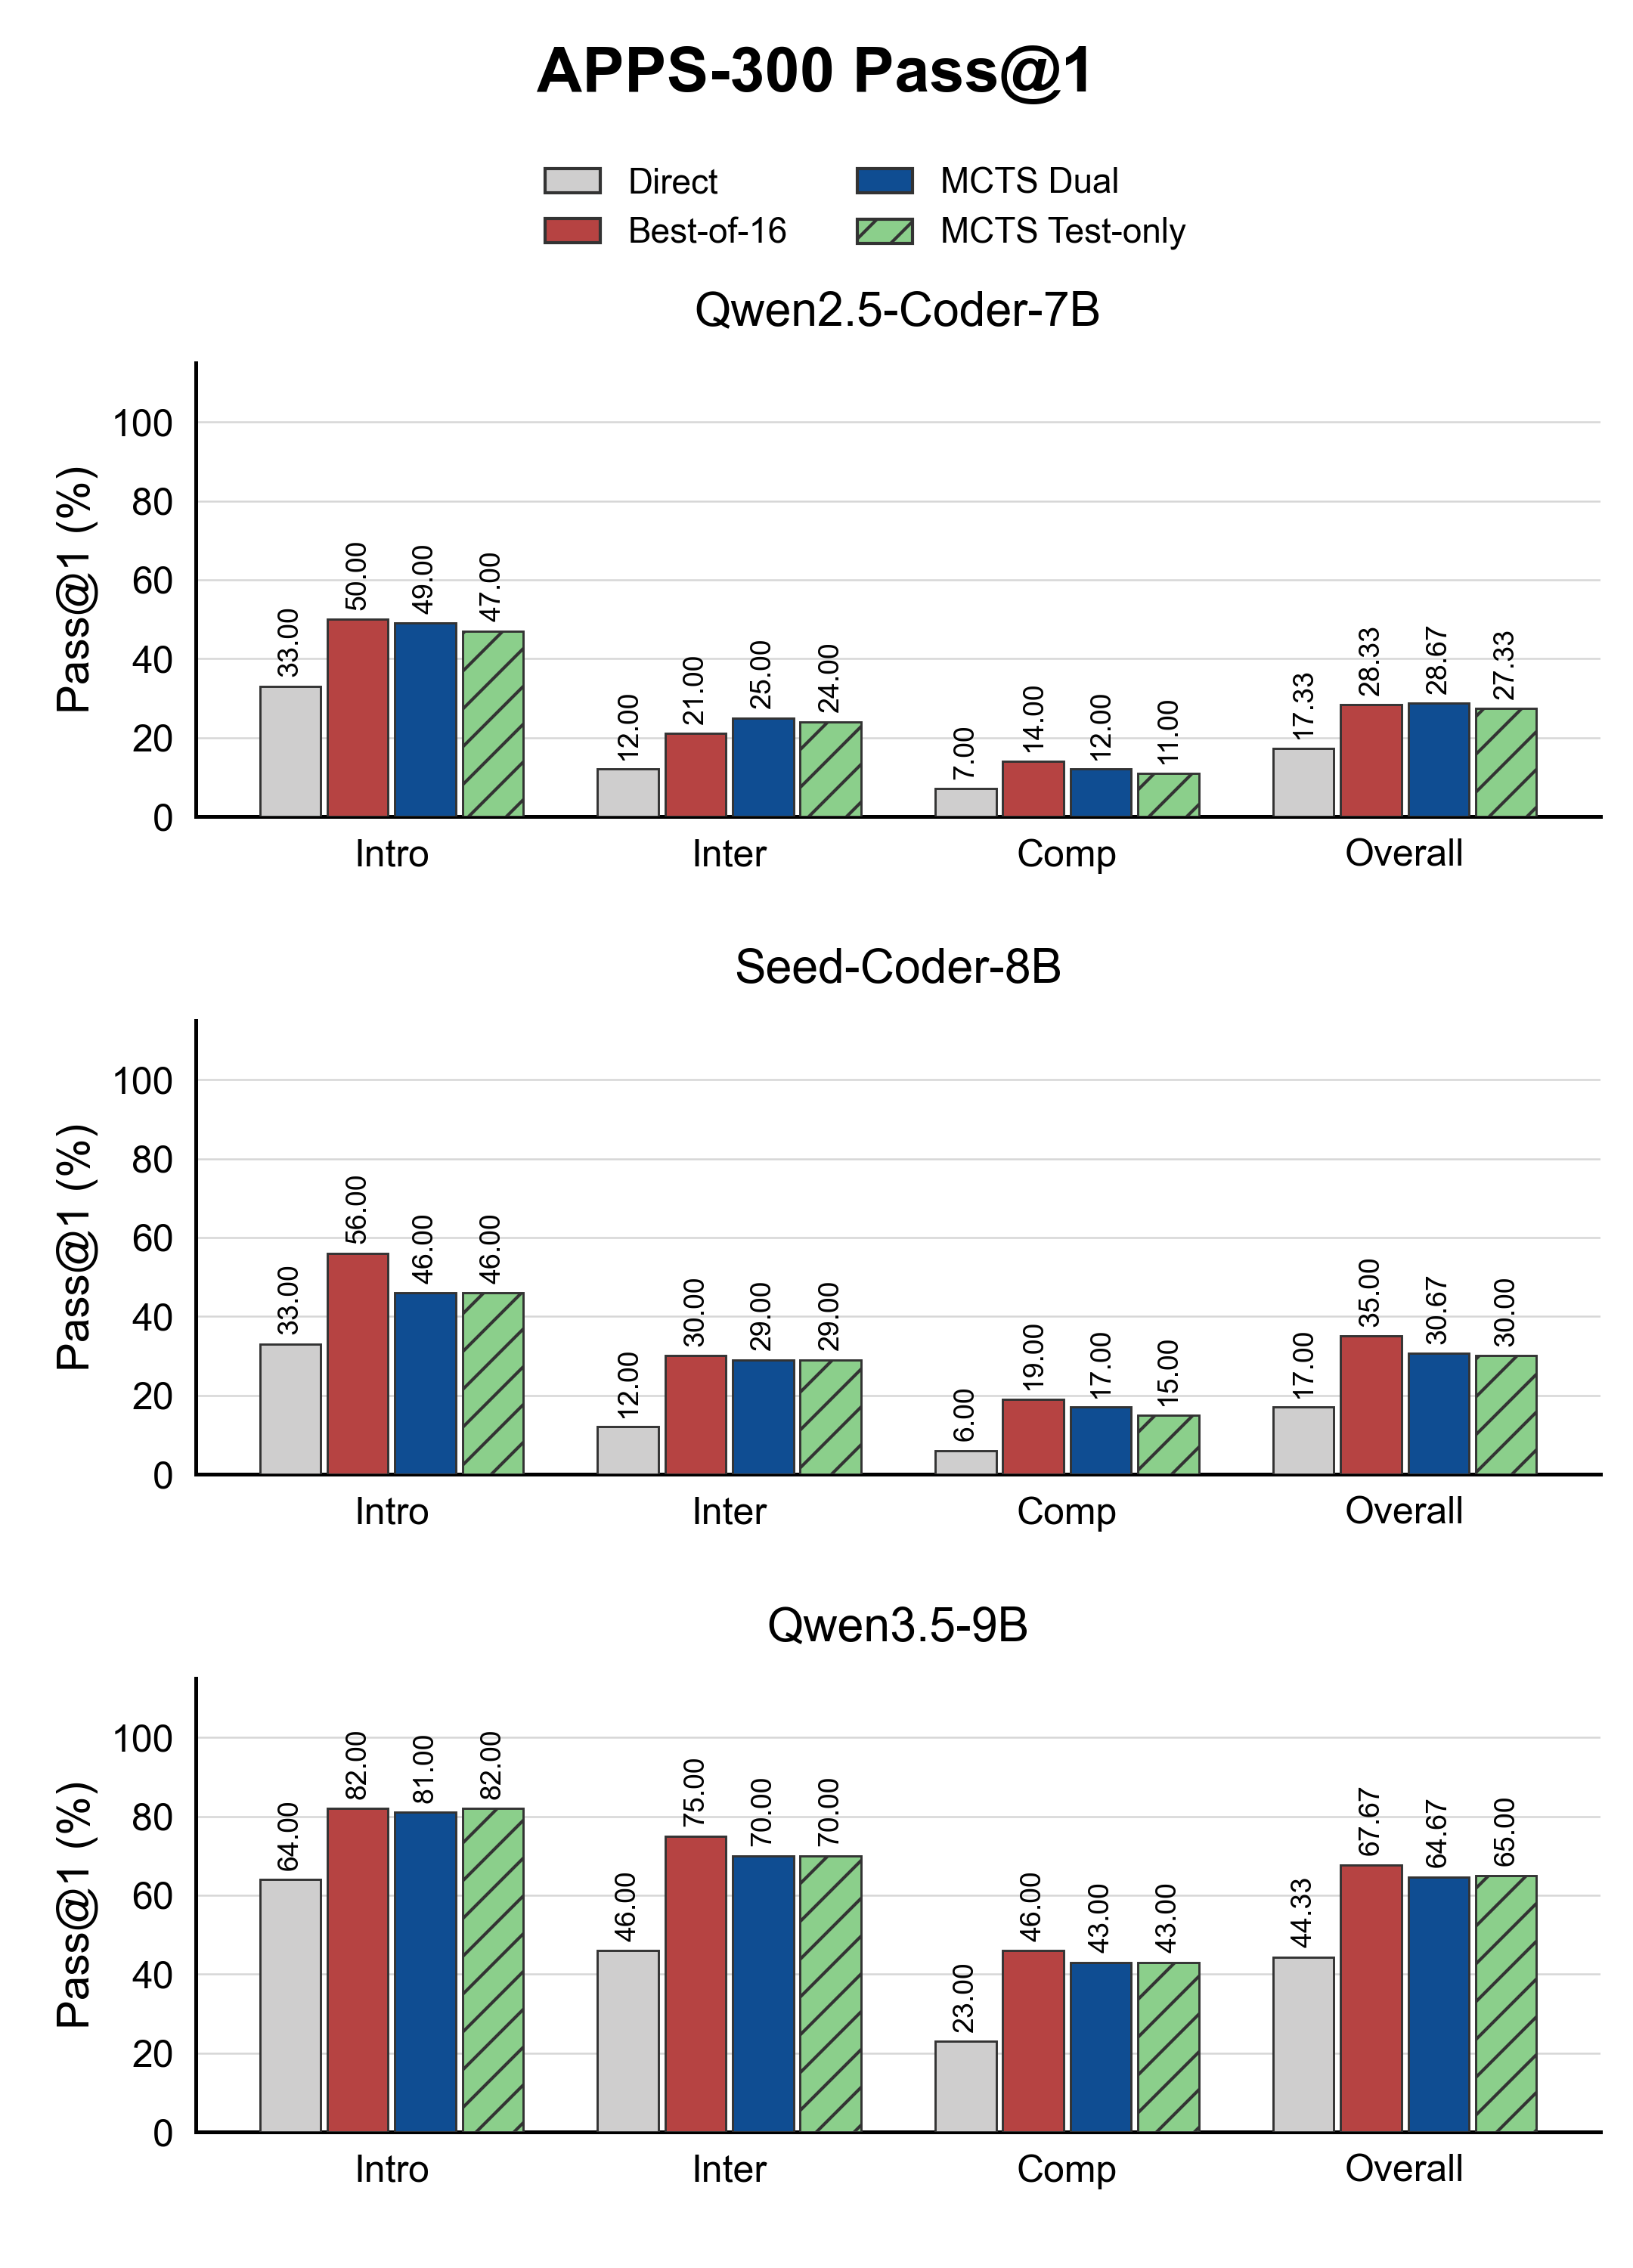 APPS-300 Pass@1
Direct
MCTS Dual
Best-of-16
MCTS Test-only
Qwen2.5-Coder-7B
Pass@1 (%)
100
80
60
40
20
0
33.00 50.00 49.00 47.00
12.00 21.00 25.00 24.00
7.00 14.00 12.00 11.00
17.33 28.33 28.67 27.33
Intro Inter Comp Overall
Seed-Coder-8B
Pass@1 (%)
100
80
60
40
20
0
33.00 56.00 46.00 46.00
12.00 30.00 29.00 29.00
6.00 19.00 17.00 15.00
17.00 35.00 30.67 30.00
Intro Inter Comp Overall
Qwen3.5-9B
Pass@1 (%)
100
80
60
40
20
0
64.00 82.00 81.00 82.00
46.00 75.00 70.00 70.00
23.00 46.00 43.00 43.00
44.33 67.67 64.67 65.00
Intro Inter Comp Overall